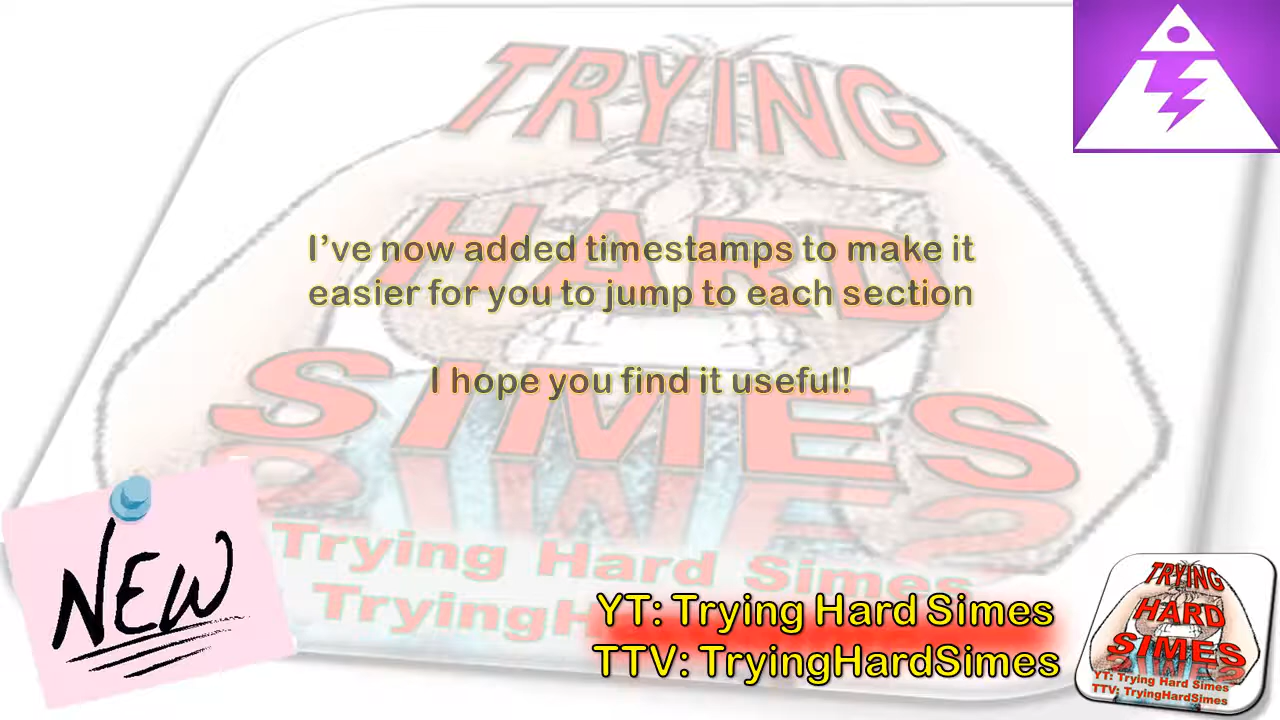 TRYING
HARD
SIMES
I’ve now added timestamps to make it
easier for you to jump to each section
I hope you find it useful!
NEW
Trying Hard Simes
TryingH
YT: Trying Hard Simes
TTV: TryingHardSimes
TRYING
HARD
SIMES
YT: Trying Hard Simes
TTV: TryingHardSimes